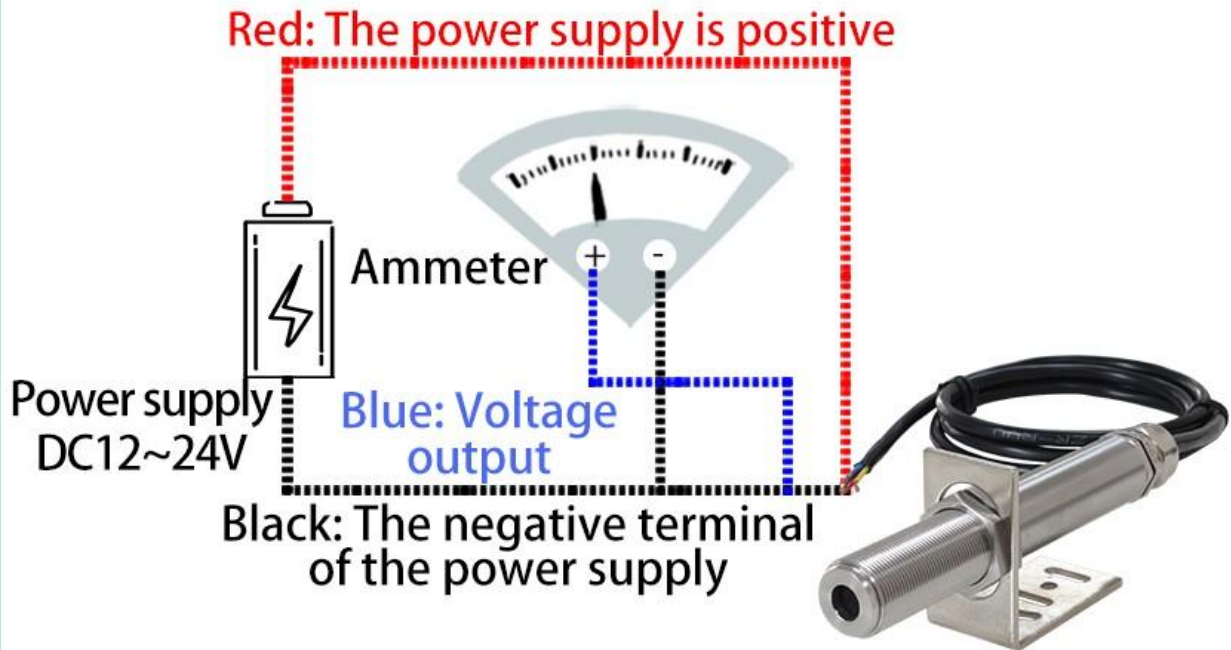 Red: The power supply is positive
+ -
Ammeter
Power supply
DC12~24V
Blue: Voltage
output
Black: The negative terminal
of the power supply